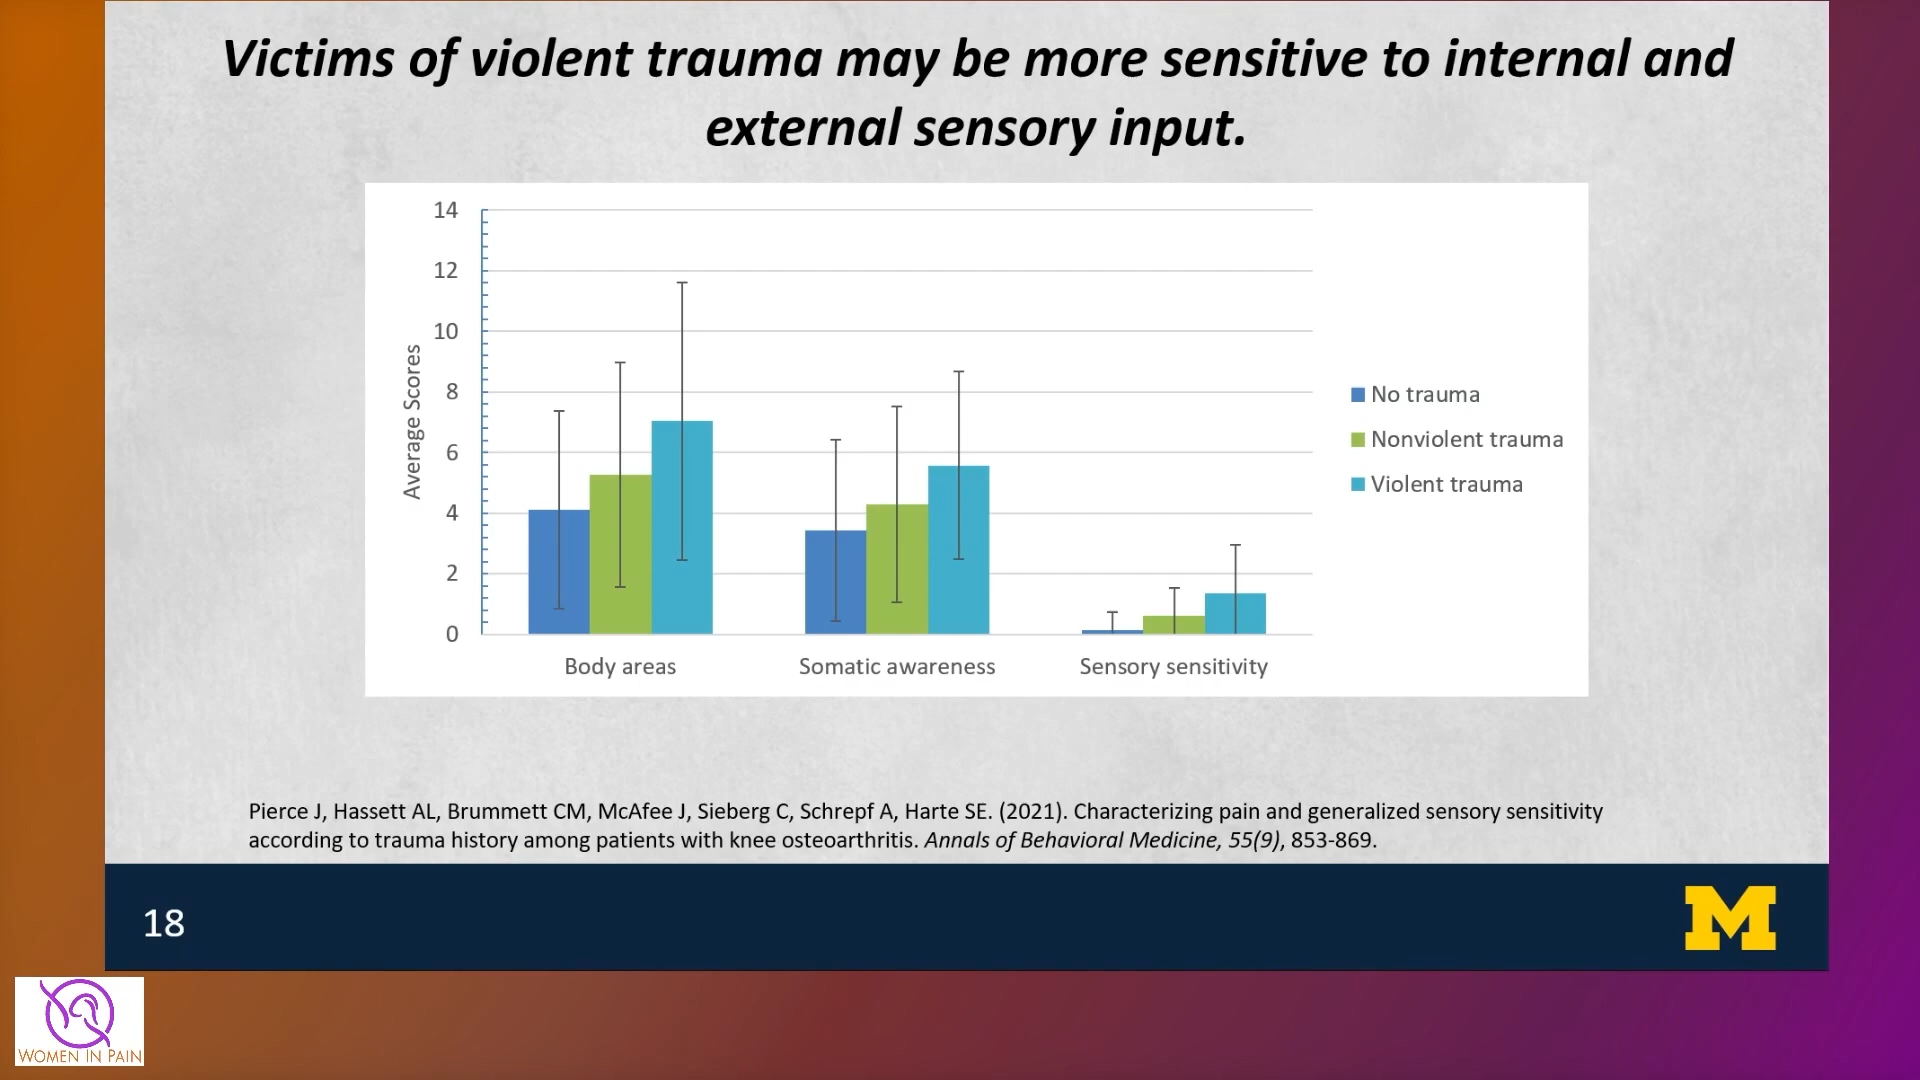 Victims of violent trauma may be more sensitive to internal and
external sensory input.
14
12
10
8
6
4
2
0
Average Scores
Body areas
Somatic awareness
Sensory sensitivity
No trauma
Nonviolent trauma
Violent trauma
Pierce J, Hassett AL, Brummett CM, McAfee J, Sieberg C, Schrepf A, Harte SE. (2021). Characterizing pain and generalized sensory sensitivity
according to trauma history among patients with knee osteoarthritis. Annals of Behavioral Medicine, 55(9), 853-869.
18
M
WOMEN IN PAIN